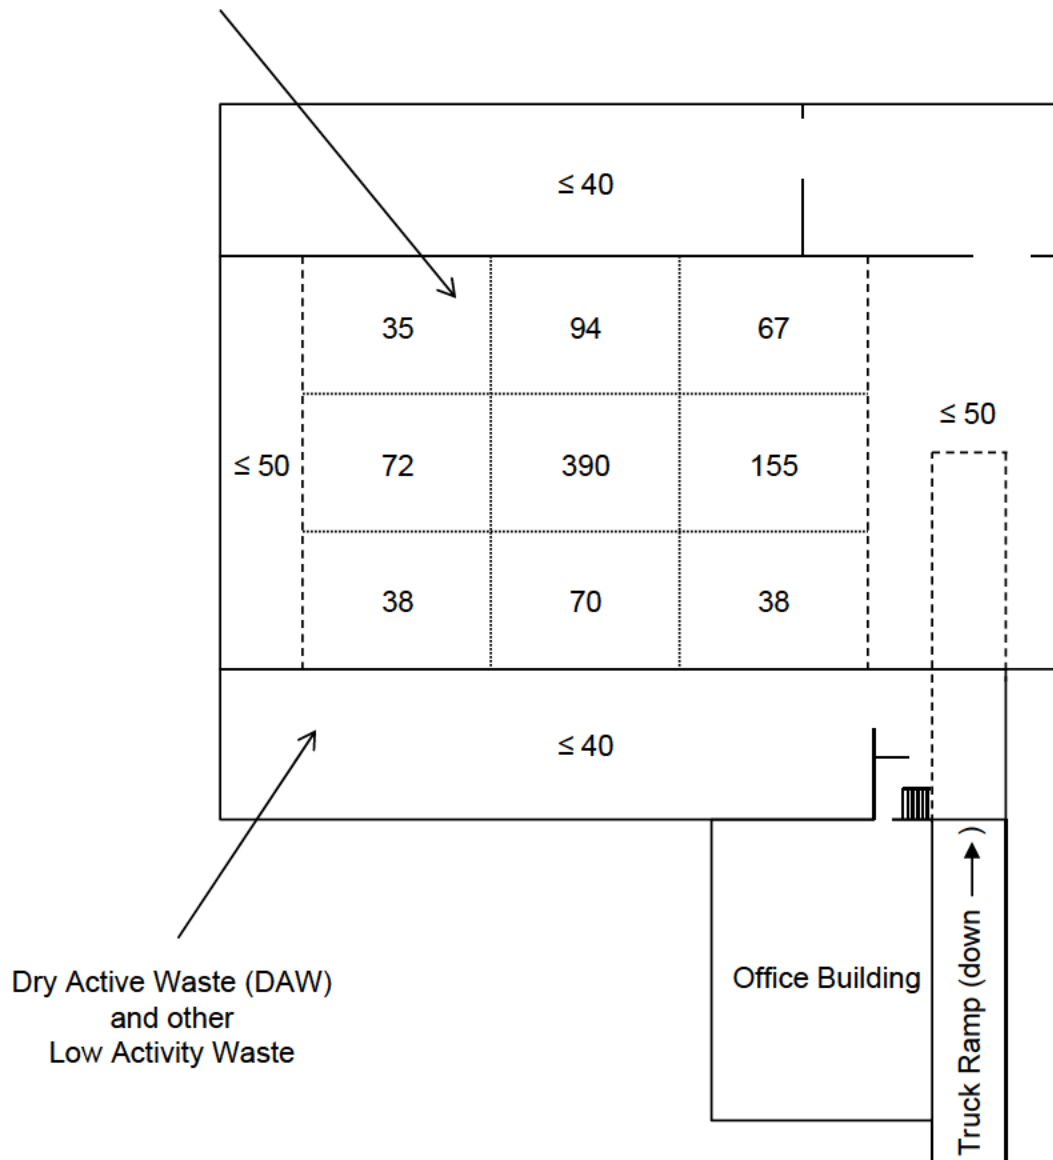 ≤ 40
35 94 67
≤ 50
≤ 50 72 390 155
38 70 38
≤ 40
Dry Active Waste (DAW)
and other
Low Activity Waste
Office Building
Truck Ramp (down → )